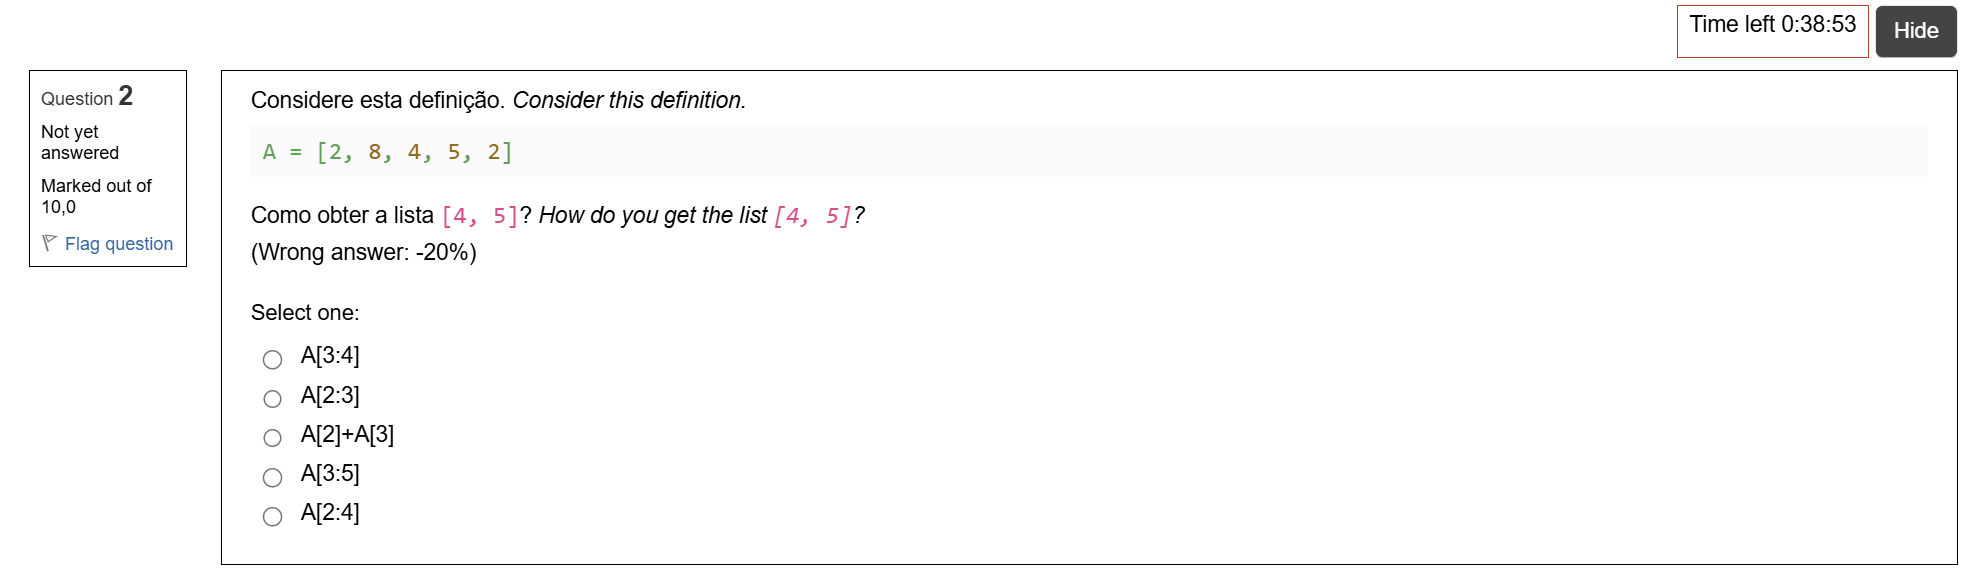 Time left 0:38:53
Hide
Question 2
Not yet
answered
Marked out of
10,0
Flag question
Considere esta definição. Consider this definition.
A = [2, 8, 4, 5, 2]
Como obter a lista [4, 5]? How do you get the list [4, 5]?
(Wrong answer: -20%)
Select one:
A[3:4]
A[2:3]
A[2]+A[3]
A[3:5]
A[2:4]